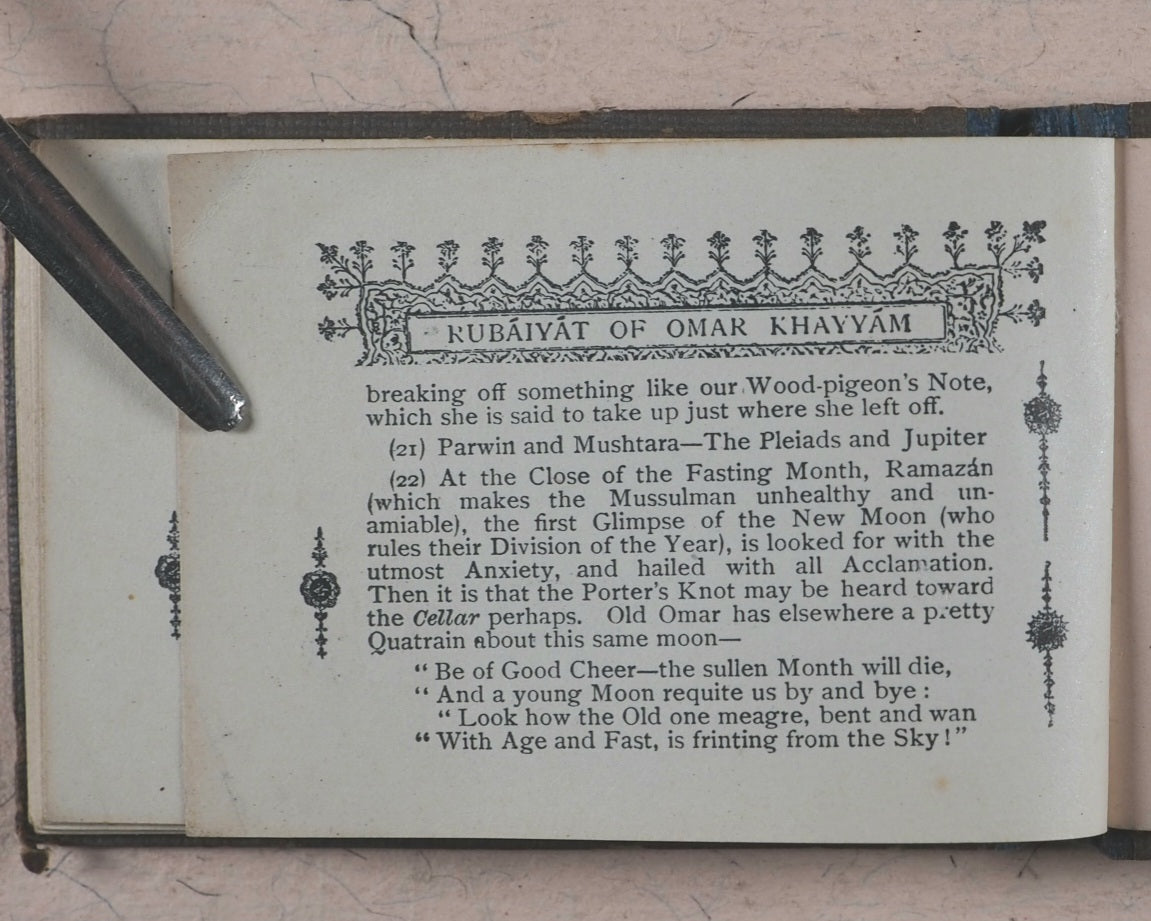 RUBÁIYÁT OF OMAR KHAYYÁM
breaking off something like our Wood-pigeon's Note,
which she is said to take up just where she left off.
(21) Parwin and Mushtara—The Pleiads and Jupiter
(22) At the Close of the Fasting Month, Ramazán
(which makes the Mussulman unhealthy and un-
amiable), the first Glimpse of the New Moon (who
rules their Division of the Year), is looked for with the
utmost Anxiety, and hailed with all Acclamation.
Then it is that the Porter's Knot may be heard toward
the Cellar perhaps. Old Omar has elsewhere a pretty
Quatrain about this same moon—
“ Be of Good Cheer—the sullen Month will die,
“ And a young Moon requite us by and bye :
“ Look how the Old one meagre, bent and wan
“ With Age and Fast, is frinting from the Sky ! ”